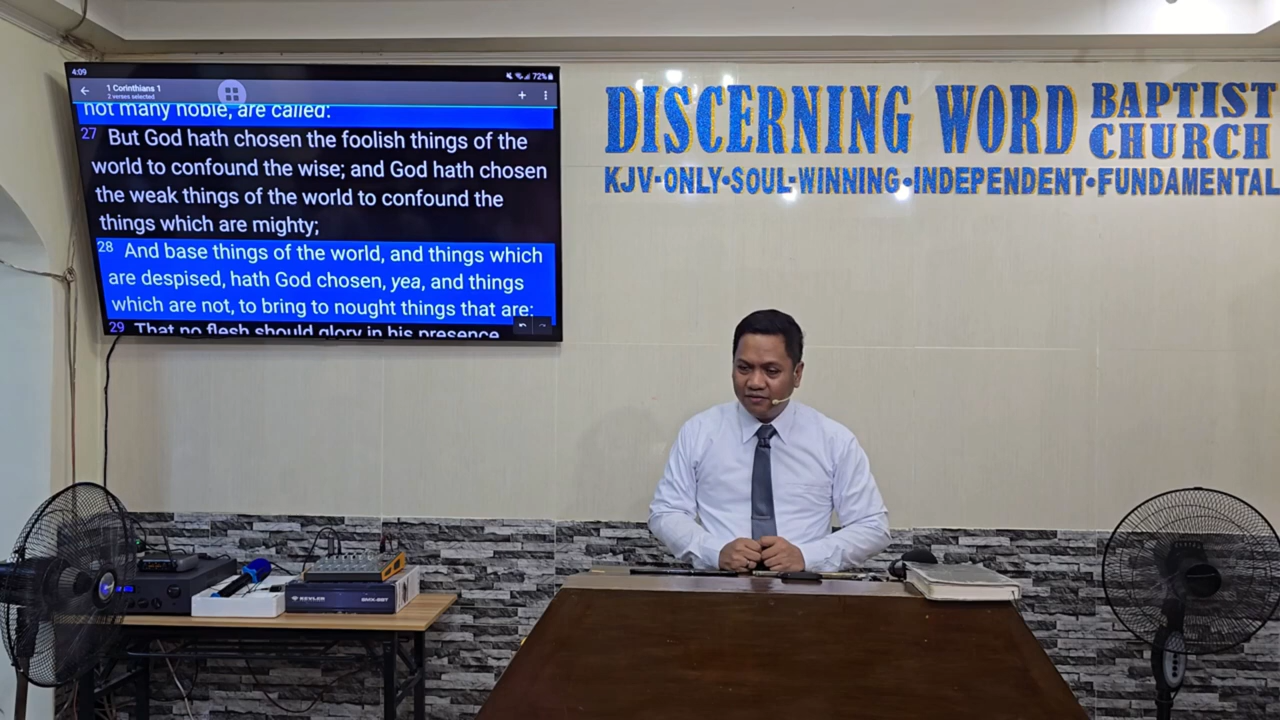 4:09
72%
1 Corinthians 1
2 verses selected
not many noble, are called:
27 But God hath chosen the foolish things of the
world to confound the wise; and God hath chosen
the weak things of the world to confound the
things which are mighty;
28 And base things of the world, and things which
are despised, hath God chosen, yea, and things
which are not, to bring to nought things that are:
29 That no flesh should glory in his presence
DISCERNING WORD BAPTIST
CHURCH
KJV-ONLY•SOUL-WINNING•INDEPENDENT•FUNDAMENTAL
KEVLER